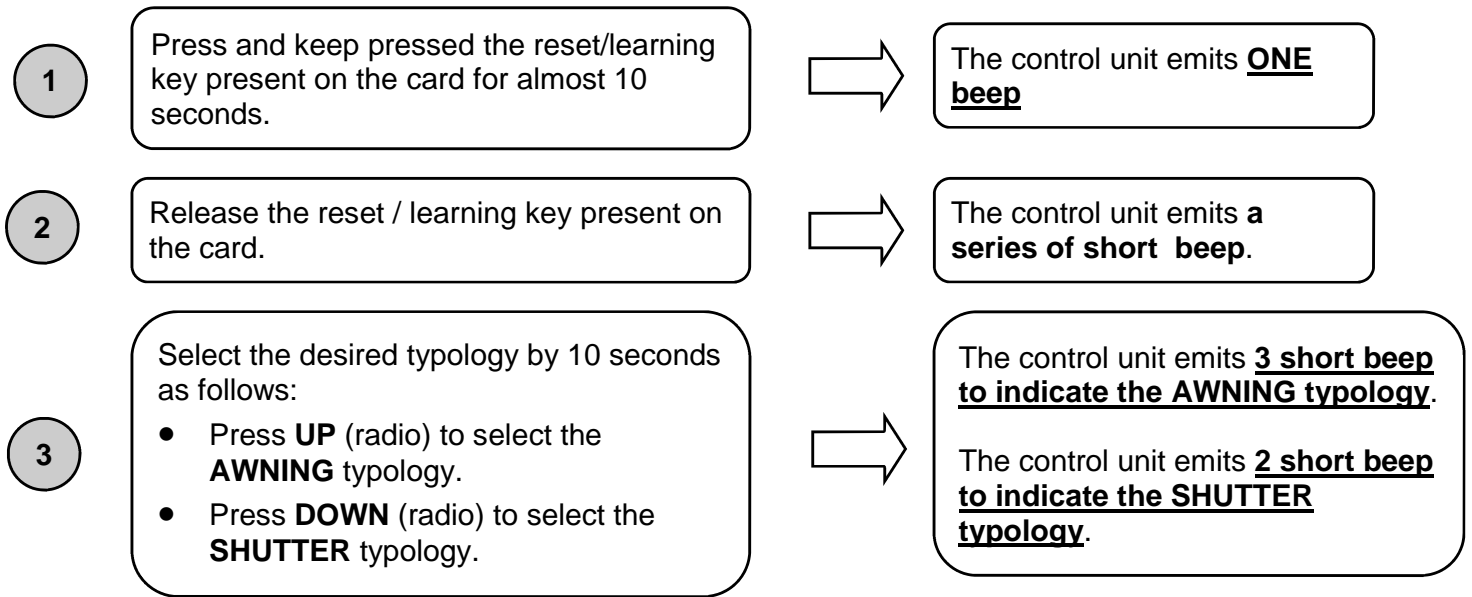 1
Press and keep pressed the reset/learning
key present on the card for almost 10
seconds.
The control unit emits ONE
beep
2
Release the reset / learning key present on
the card.
The control unit emits a
series of short  beep.
3
Select the desired typology by 10 seconds
as follows:
● Press UP (radio) to select the
AWNING typology.
● Press DOWN (radio) to select the
SHUTTER typology.
The control unit emits 3 short beep
to indicate the AWNING typology.
The control unit emits 2 short beep
to indicate the SHUTTER
typology.